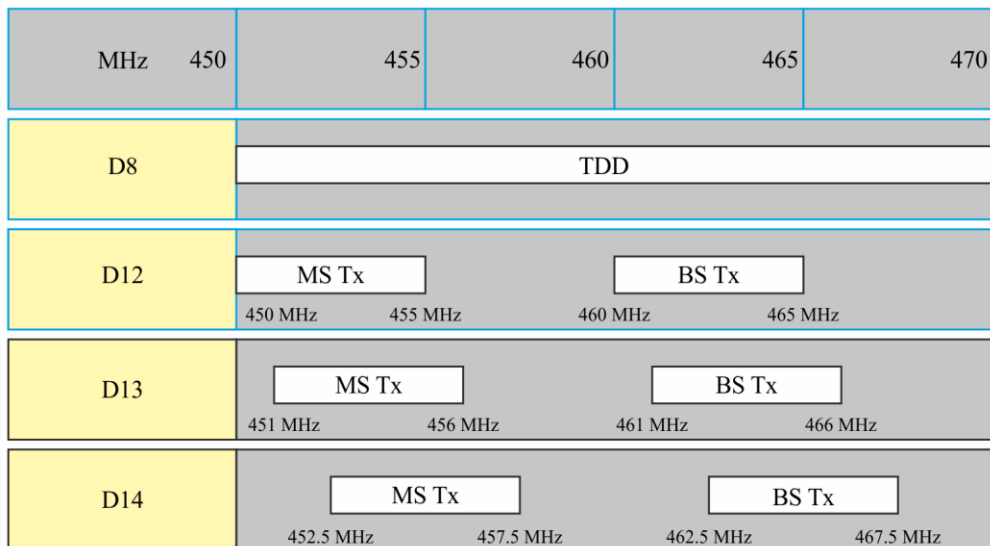 MHz 450 455 460 465 470
D8 TDD
D12 MS Tx BS Tx
450 MHz 455 MHz 460 MHz 465 MHz
D13 MS Tx BS Tx
451 MHz 456 MHz 461 MHz 466 MHz
D14 MS Tx BS Tx
452.5 MHz 457.5 MHz 462.5 MHz 467.5 MHz